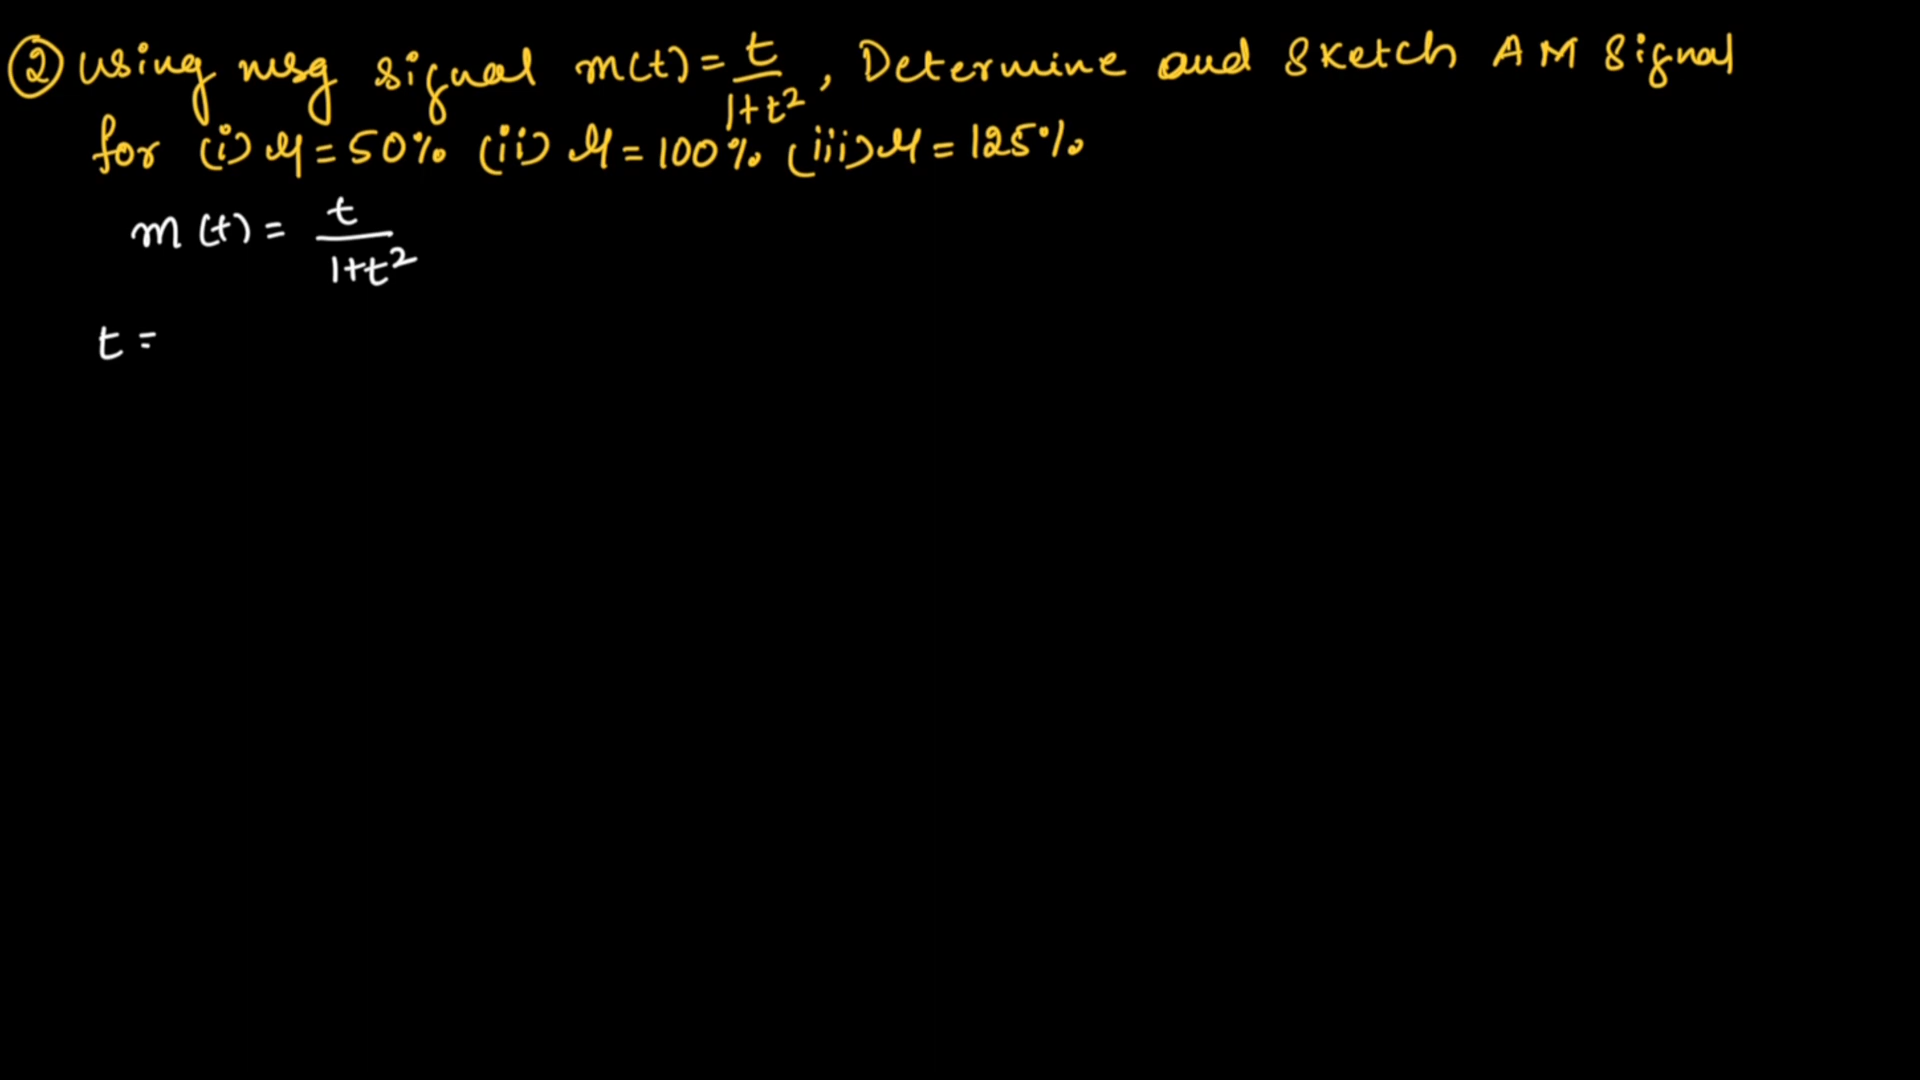 ② Using msg signal m(t) = t/(1+t²), Determine and Sketch AM Signal
for (i) μ = 50% (ii) μ = 100% (iii) μ = 125%
m(t) = t/(1+t²)
t =